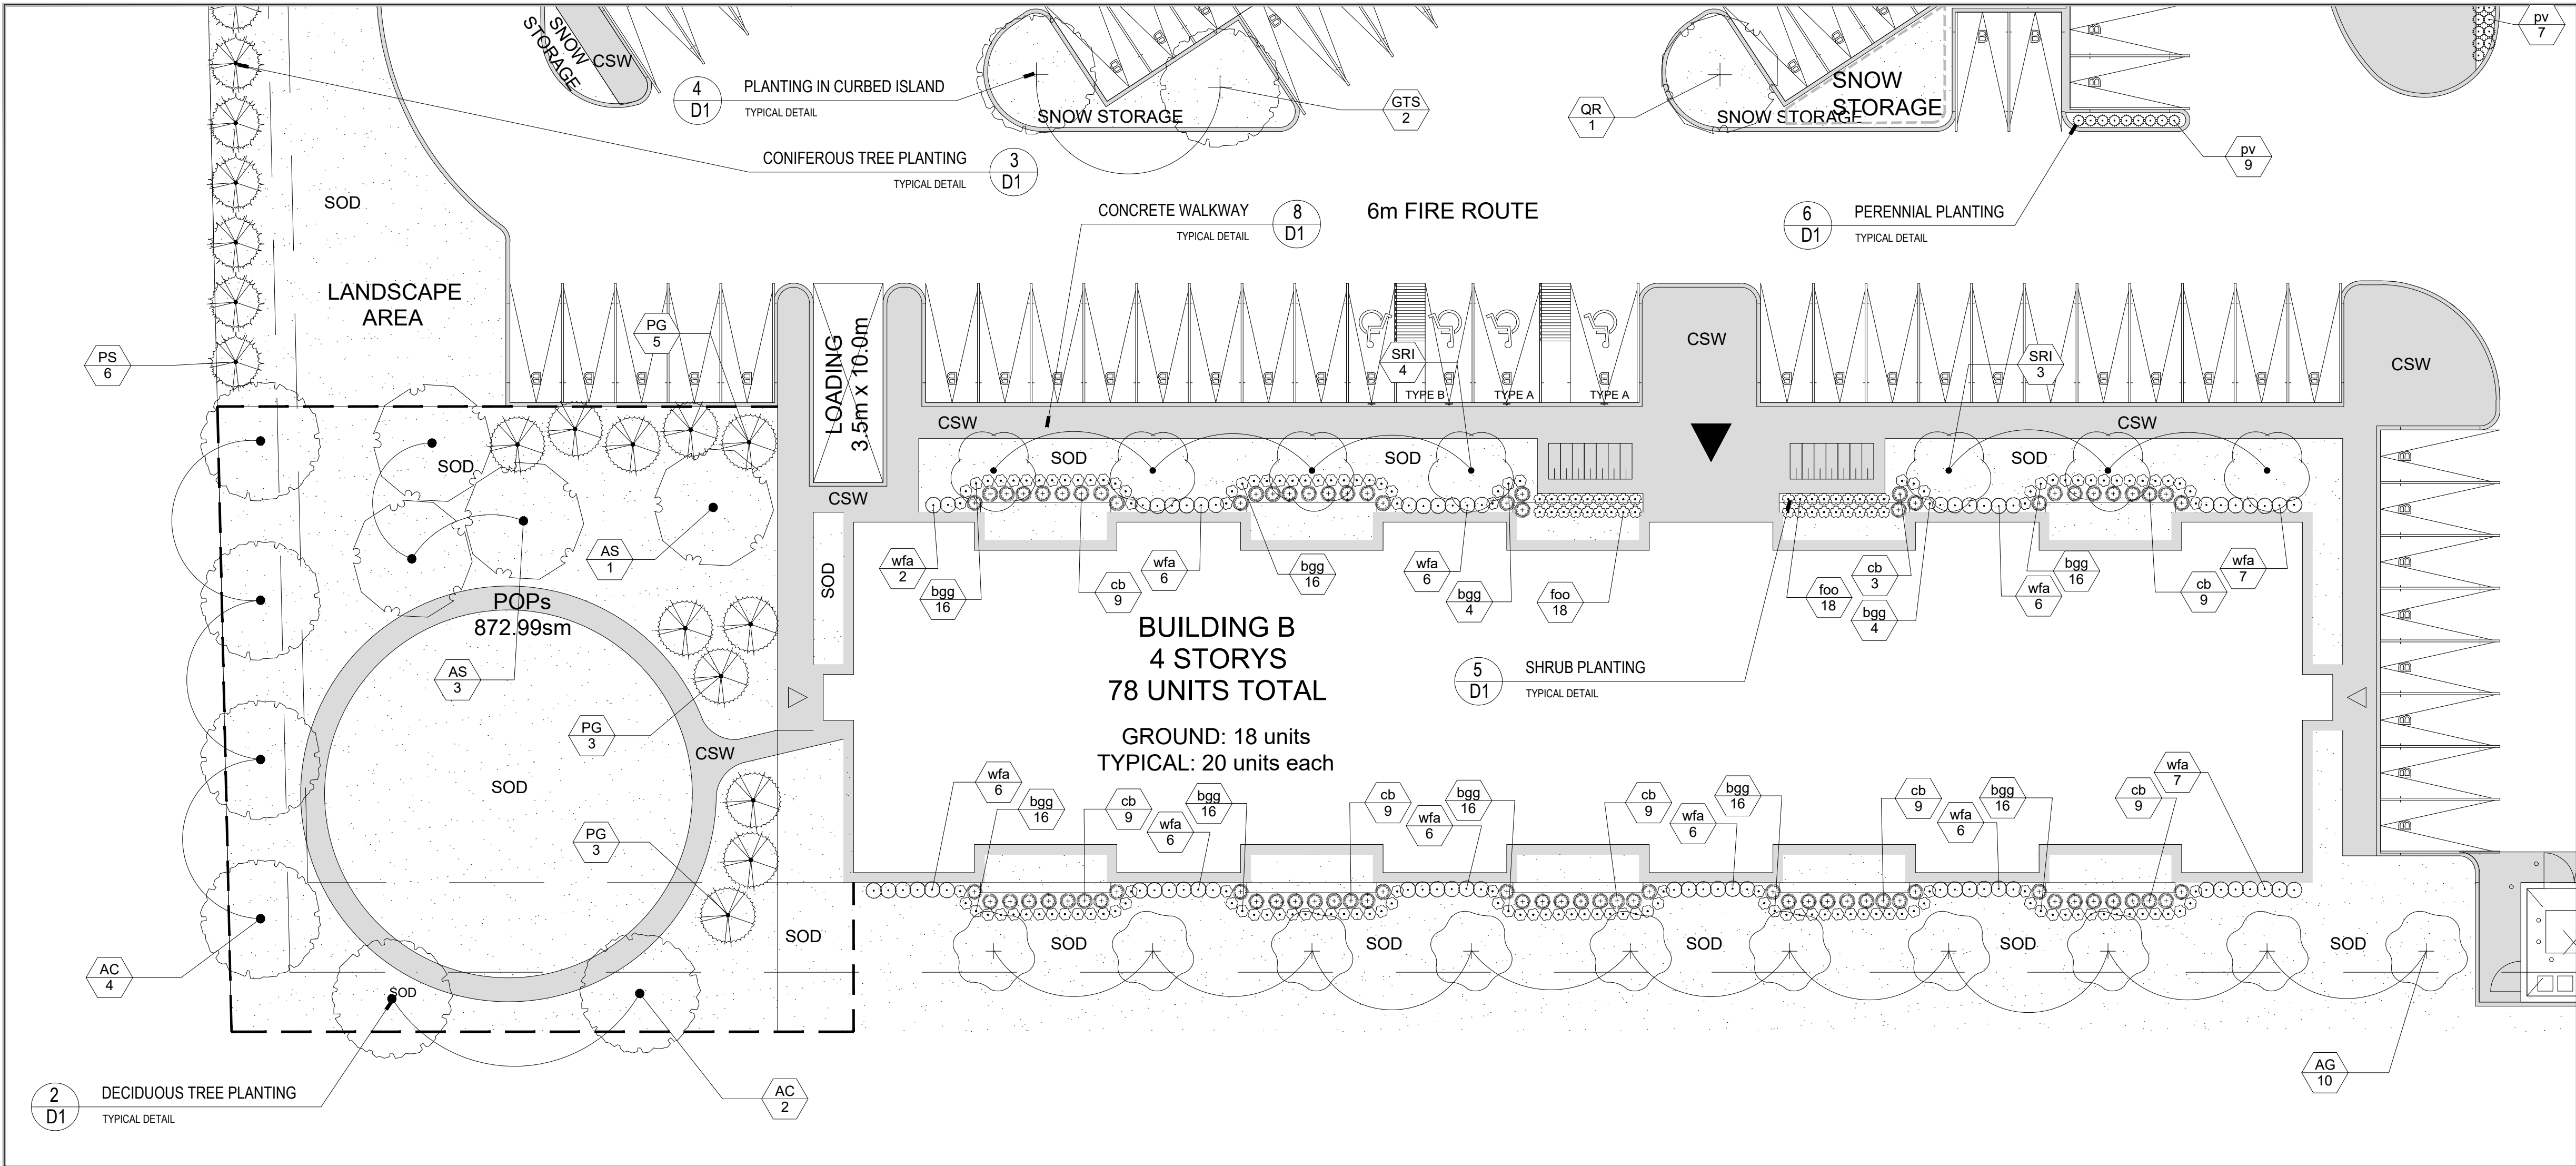 SNOW
STORAGE
CSW
4
D1
PLANTING IN CURBED ISLAND
TYPICAL DETAIL
SNOW STORAGE
GTS
2
QR
1
SNOW STORAGE
SNOW
STORAGE
pv
7
pv
9
CONIFEROUS TREE PLANTING
TYPICAL DETAIL
3
D1
SOD
CONCRETE WALKWAY
TYPICAL DETAIL
8
D1
6m FIRE ROUTE
6
D1
PERENNIAL PLANTING
TYPICAL DETAIL
LANDSCAPE
AREA
PG
5
LOADING
3.5m x 10.0m
PS
6
SRI
4
TYPE B
TYPE A
TYPE A
CSW
SRI
3
CSW
CSW
CSW
SOD
SOD
SOD
SOD
CSW
AS
1
SOD
wfa
2
bgg
16
cb
9
wfa
6
bgg
16
wfa
6
bgg
4
foo
18
foo
18
cb
3
bgg
4
wfa
6
bgg
16
cb
9
wfa
7
POPs
872.99sm
AS
3
BUILDING B
4 STORYS
78 UNITS TOTAL
5
D1
SHRUB PLANTING
TYPICAL DETAIL
PG
3
CSW
GROUND: 18 units
TYPICAL: 20 units each
SOD
PG
3
wfa
6
bgg
16
cb
9
wfa
6
bgg
16
cb
9
wfa
6
bgg
16
cb
9
wfa
6
bgg
16
cb
9
wfa
6
bgg
16
cb
9
wfa
7
SOD
SOD
SOD
SOD
SOD
SOD
AC
4
SOD
2
D1
DECIDUOUS TREE PLANTING
TYPICAL DETAIL
AC
2
AG
10